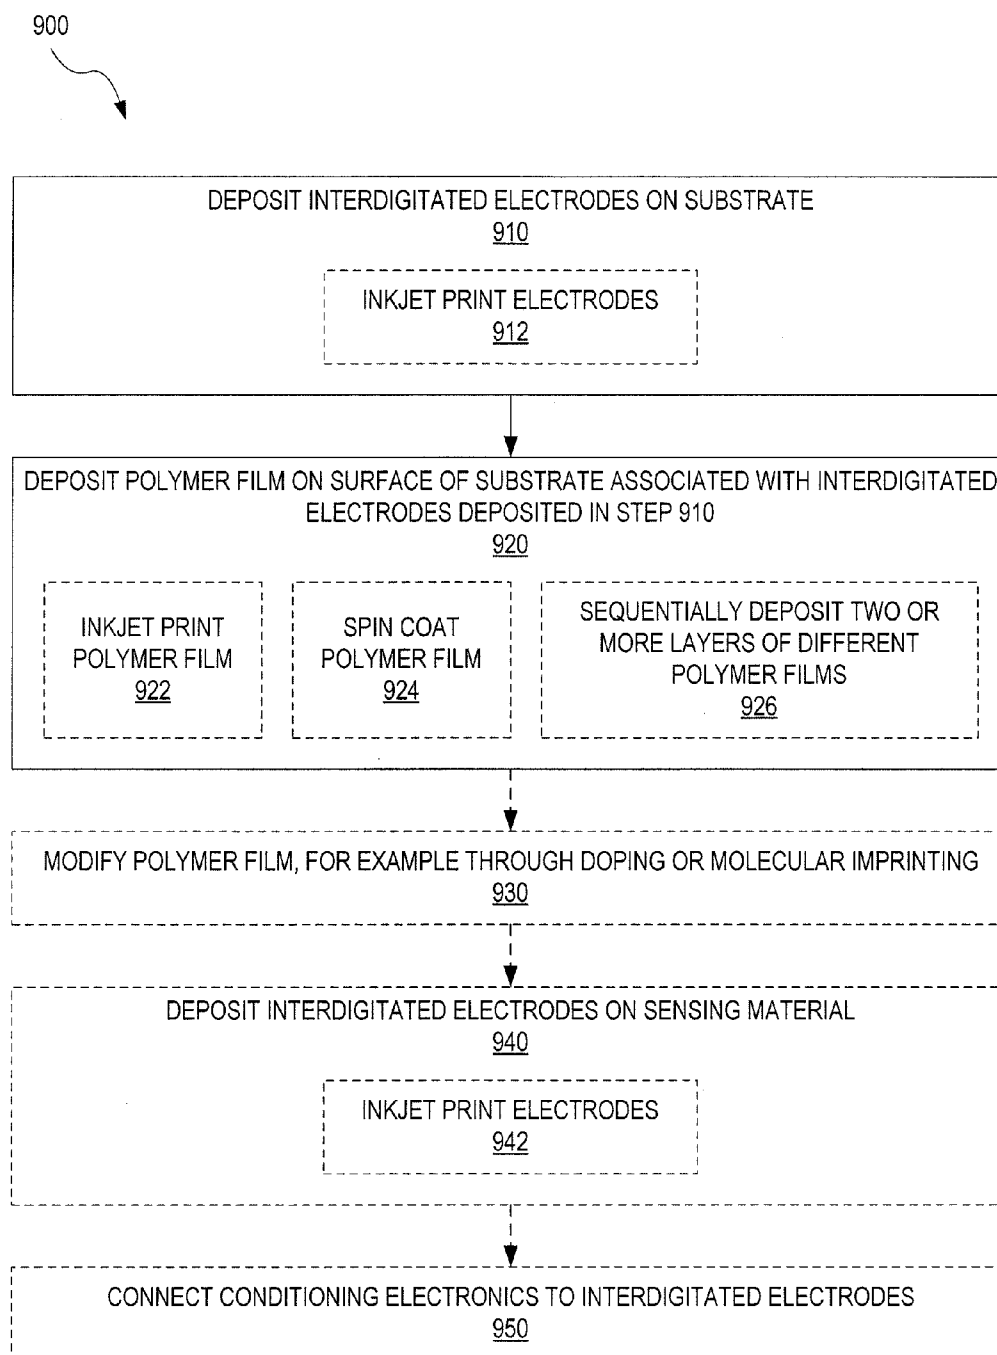 900
DEPOSIT INTERDIGITATED ELECTRODES ON SUBSTRATE
910
INKJET PRINT ELECTRODES
912
DEPOSIT POLYMER FILM ON SURFACE OF SUBSTRATE ASSOCIATED WITH INTERDIGITATED
ELECTRODES DEPOSITED IN STEP 910
920
INKJET PRINT
POLYMER FILM
922
SPIN COAT
POLYMER FILM
924
SEQUENTIALLY DEPOSIT TWO OR
MORE LAYERS OF DIFFERENT
POLYMER FILMS
926
MODIFY POLYMER FILM, FOR EXAMPLE THROUGH DOPING OR MOLECULAR IMPRINTING
930
DEPOSIT INTERDIGITATED ELECTRODES ON SENSING MATERIAL
940
INKJET PRINT ELECTRODES
942
CONNECT CONDITIONING ELECTRONICS TO INTERDIGITATED ELECTRODES
950